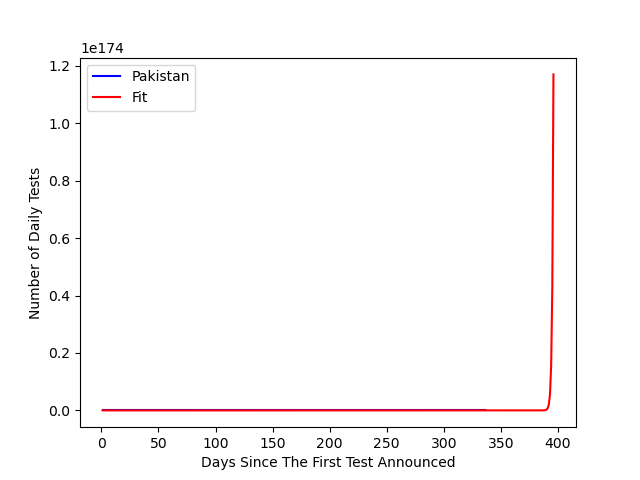 1e174
Pakistan
Fit
1.2
1.0
0.8
0.6
0.4
0.2
0.0
Number of Daily Tests
0 50 100 150 200 250 300 350 400
Days Since The First Test Announced